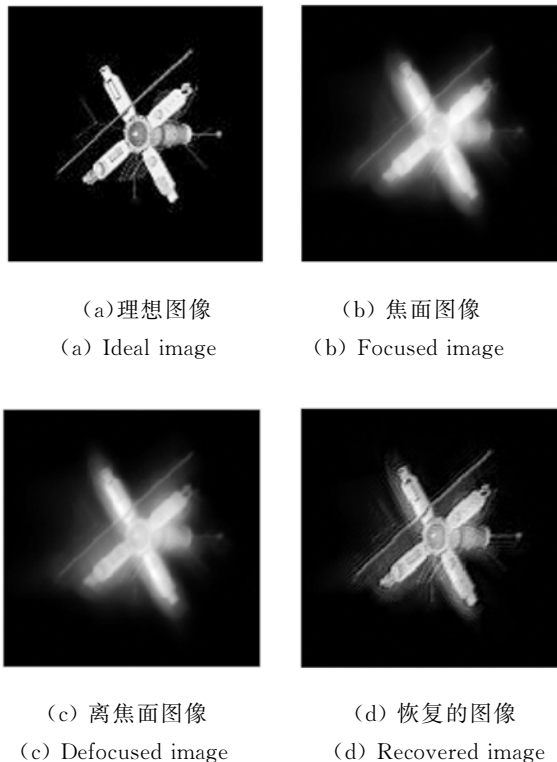 (a)理想图像
(b) 焦面图像
(a) Ideal image
(b) Focused image
(c) 离焦面图像
(d) 恢复的图像
(c) Defocused image
(d) Recovered image